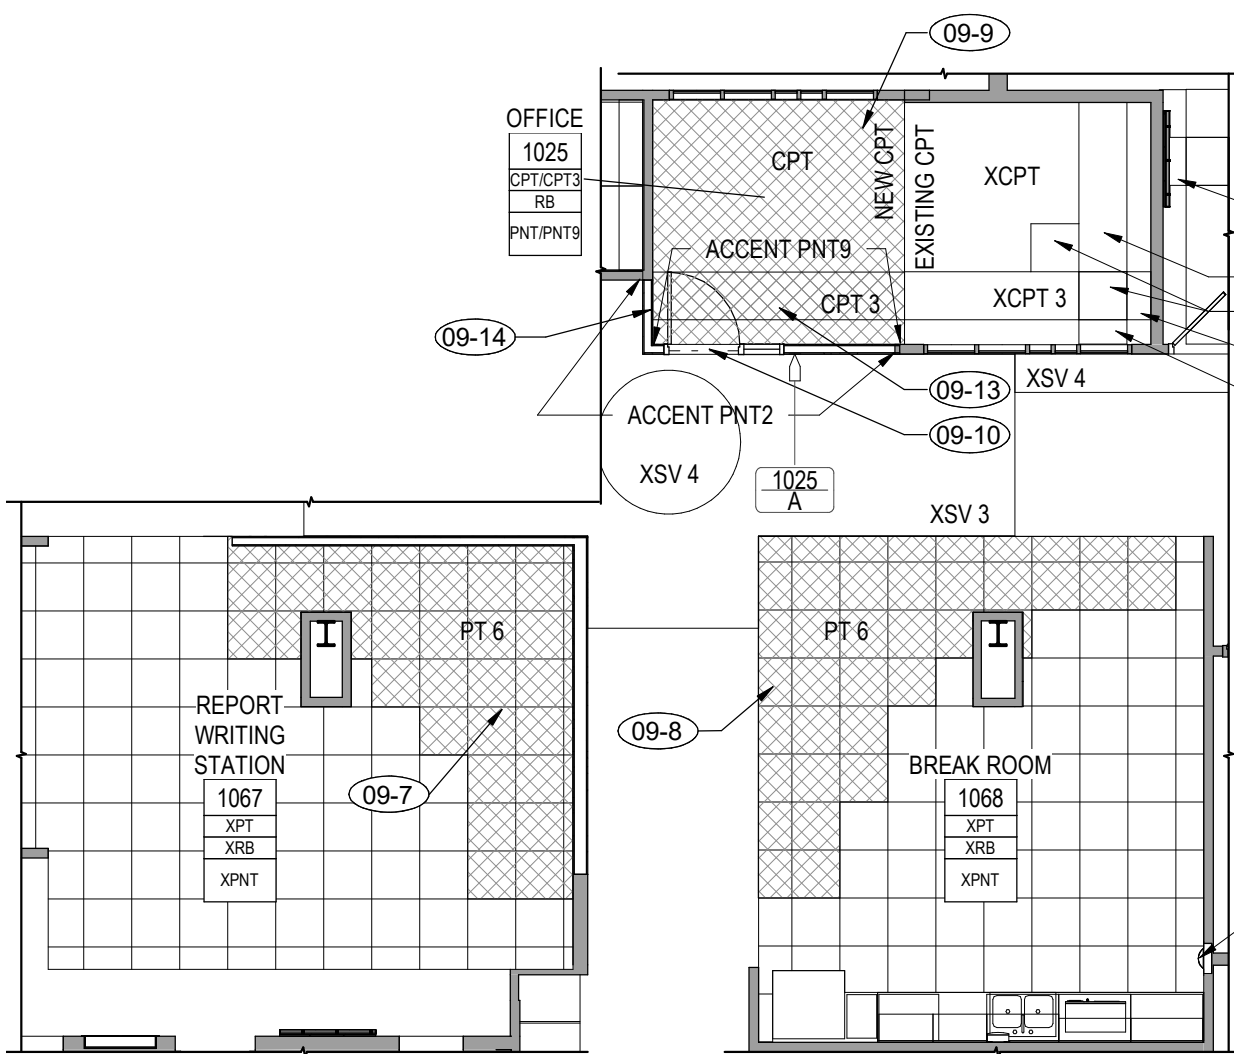 09-9
OFFICE
1025
CPT/CPT3
RB
PNT/PNT9
CPT
NEW CPT
EXISTING CPT
XCPT
ACCENT PNT9
CPT 3
XCPT 3
09-14
09-13
XSV 4
ACCENT PNT2
09-10
XSV 4
1025
A
XSV 3
PT 6
PT 6
REPORT
WRITING
STATION
1067
XPT
XRB
XPNT
09-7
09-8
BREAK ROOM
1068
XPT
XRB
XPNT